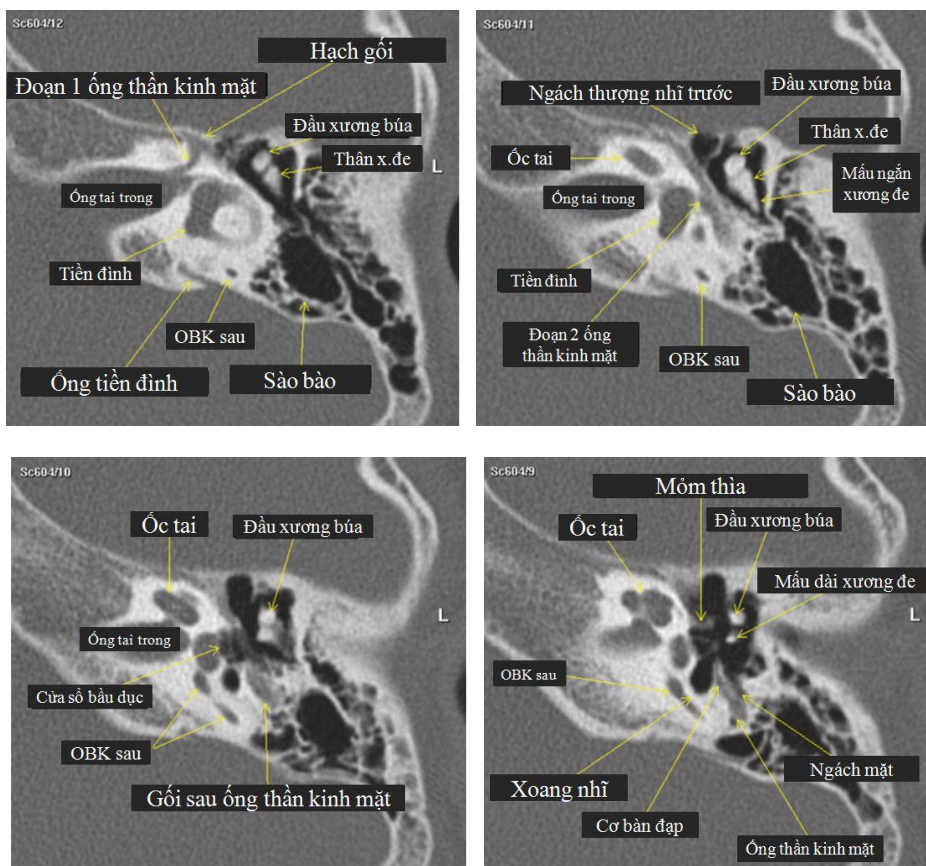 Sc604/12
Hạch gối
Đoạn 1 ống thần kinh mặt
Đầu xương búa
Thân x.đe
L
Ống tai trong
Tiền đình
OBK sau
Ống tiền đình
Sào bào
Sc604/11
Đầu xương búa
Ngách thượng nhĩ trước
Thân x.đe
Ốc tai
Mấu ngắn
xương đe
Ống tai trong
Tiền đình
Đoạn 2 ống
thần kinh mặt
OBK sau
Sào bào
Sc604/10
Ốc tai
Đầu xương búa
L
Ống tai trong
Cửa sổ bầu dục
OBK sau
Gối sau ống thần kinh mặt
Sc604/9
Mỏm thìa
Ốc tai
Đầu xương búa
Mấu dài xương đe
L
OBK sau
Ngách mặt
Xoang nhĩ
Cơ bàn đạp
Ống thần kinh mặt